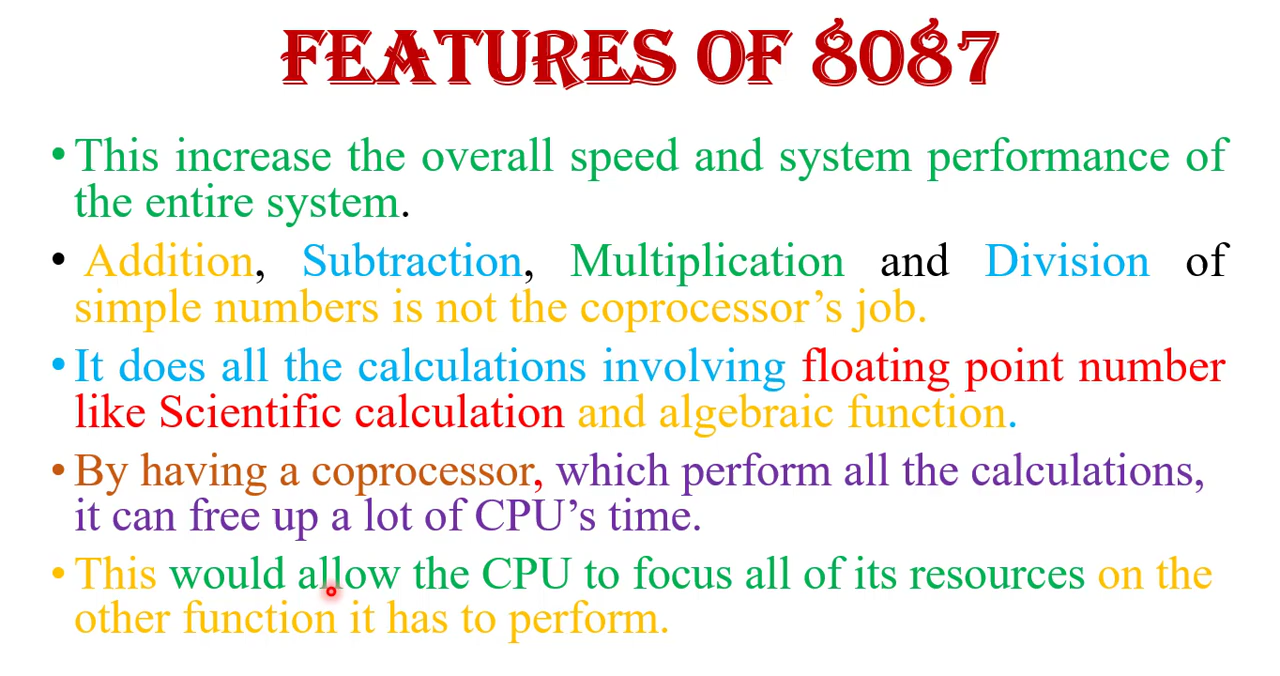 FEATURES OF 8087
•This increase the overall speed and system performance of
the entire system.
• Addition, Subtraction, Multiplication and Division of
simple numbers is not the coprocessor’s job.
•It does all the calculations involving floating point number
like Scientific calculation and algebraic function.
•By having a coprocessor, which perform all the calculations,
it can free up a lot of CPU’s time.
•This would allow the CPU to focus all of its resources on the
other function it has to perform.